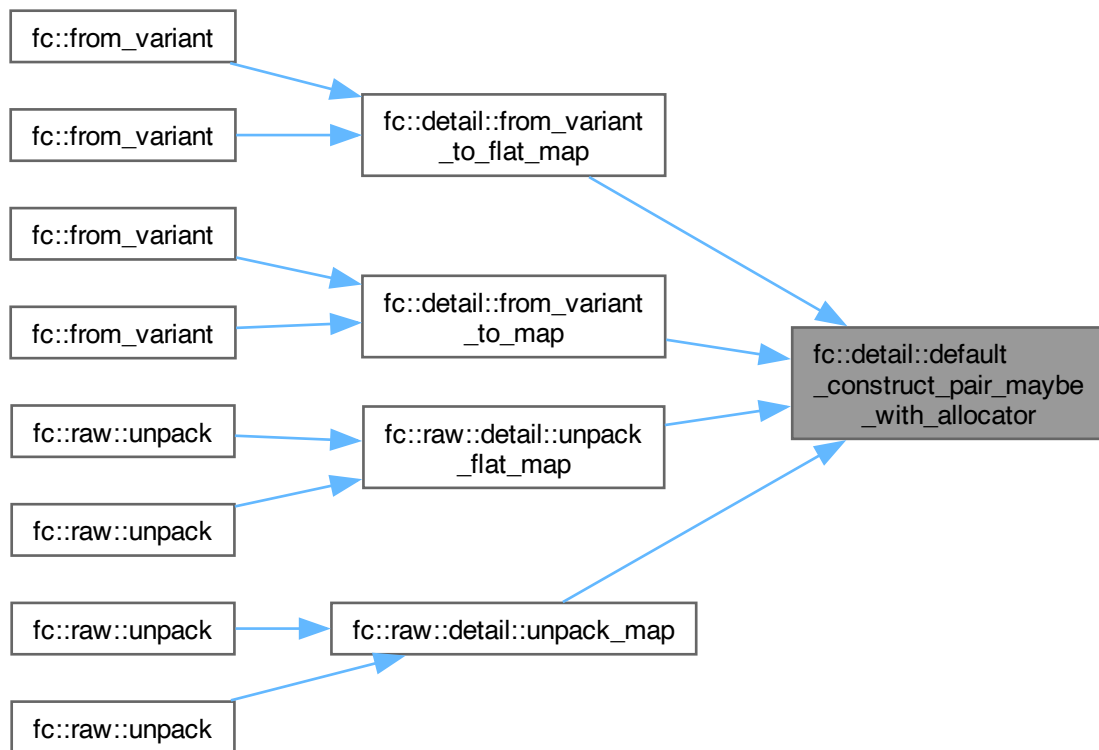 fc::from_variant
fc::from_variant
fc::detail::from_variant
_to_flat_map
fc::from_variant
fc::from_variant
fc::detail::from_variant
_to_map
fc::detail::default
_construct_pair_maybe
_with_allocator
fc::raw::unpack
fc::raw::unpack
fc::raw::detail::unpack
_flat_map
fc::raw::unpack
fc::raw::unpack
fc::raw::detail::unpack_map